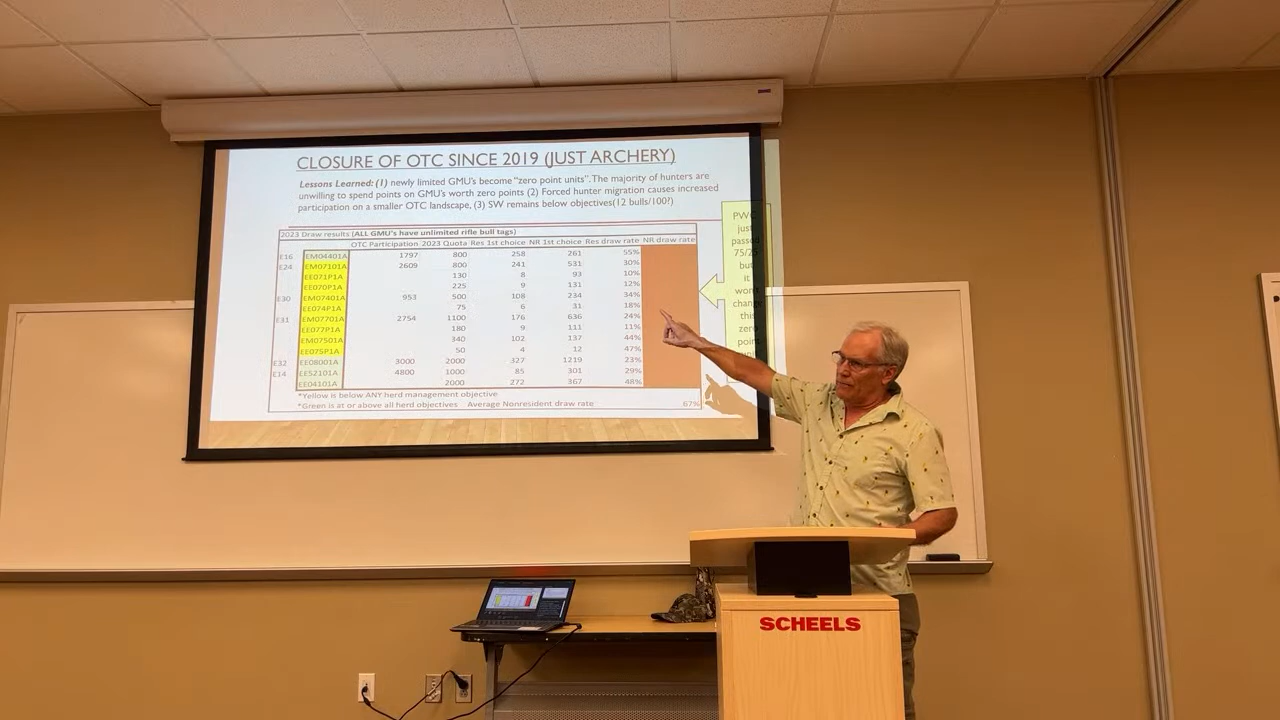 CLOSURE OF OTC SINCE 2019 (JUST ARCHERY)
Lessons Learned: (1) newly limited GMU's become "zero point units". The majority of hunters are
unwilling to spend points on GMU's worth zero points (2) Forced hunter migration causes increased
participation on a smaller OTC landscape, (3) SW remains below objectives(12 bulls/100?)
2023 Draw results (ALL GMU's have unlimited rifle bull tags)
OTC Participation 2023 Quota Res 1st choice NR 1st choice Res draw rate NR draw rate
E16 EM04401A 1797 800 258 261 55%
E24 EM07101A 2609 800 241 531 30%
EE071P1A 130 8 93 10%
EE070P1A 225 9 131 12%
E30 EM07401A 953 500 108 234 34%
EE074P1A 75 6 31 18%
E31 EM07701A 2754 1100 176 636 24%
EE077P1A 180 9 111 11%
EM07501A 340 102 137 44%
EE075P1A 50 4 12 47%
E32 EE08001A 3000 2000 327 1219 23%
E14 EE52101A 4800 1000 85 301 29%
EE04101A 2000 272 367 48%
*Yellow is below ANY herd management objective
*Green is at or above all herd objectives Average Nonresident draw rate 67%
just
passed
75/25
but
it
change
this
zero
point
SCHEELS